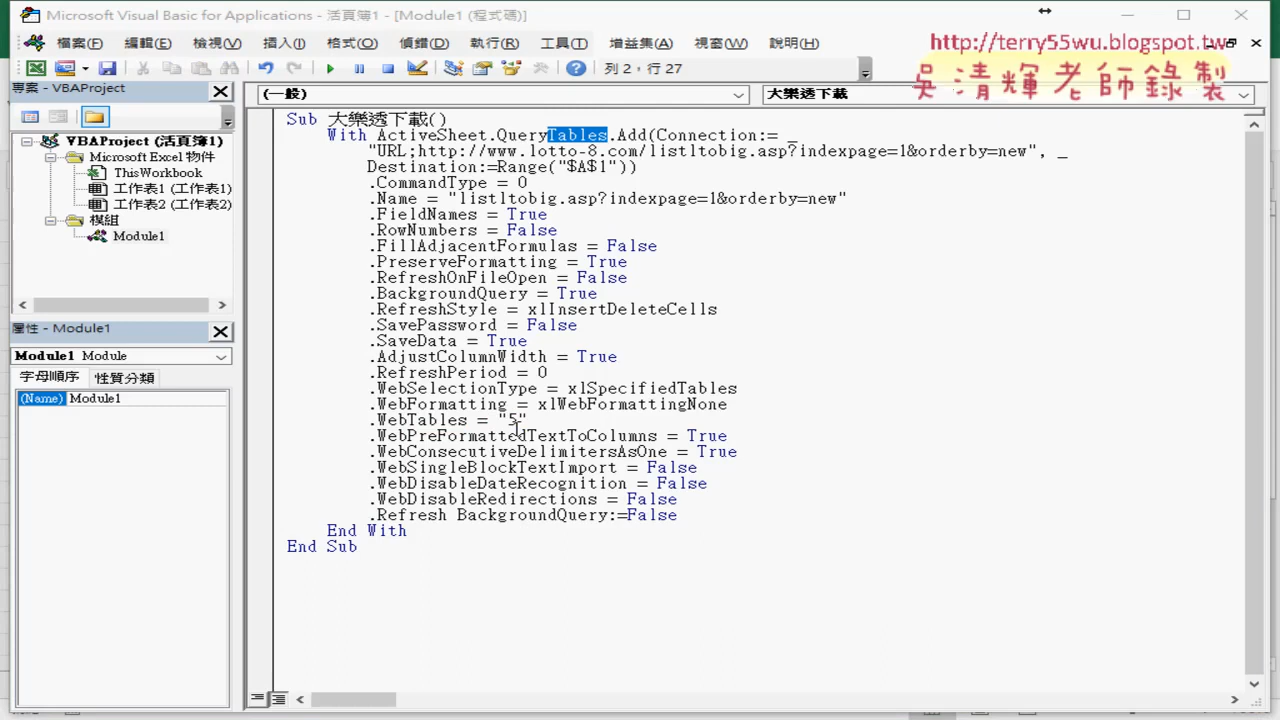 Microsoft Visual Basic for Applications - 活頁簿1 - [Module1 (程式碼)]
檔案(F) 編輯(E) 檢視(V) 插入(I) 格式(O) 偵錯(D) 執行(R) 工具(T) 增益集(A) 視窗(W) 說明(H)
http://terry55wu.blogspot.tw
吳清輝老師錄製
列 2, 行 27
專案 - VBAProject
VBAProject (活頁簿1)
Microsoft Excel 物件
ThisWorkbook
工作表1 (工作表1)
工作表2 (工作表2)
模組
Module1
屬性 - Module1
Module1 Module
字母順序 性質分類
(Name) Module1
(一般) 大樂透下載
Sub 大樂透下載()
With ActiveSheet.QueryTables.Add(Connection:= _
"URL;http://www.lotto-8.com/listltobig.asp?indexpage=1&orderby=new", _
Destination:=Range("$A$1"))
.CommandType = 0
.Name = "listltobig.asp?indexpage=1&orderby=new"
.FieldNames = True
.RowNumbers = False
.FillAdjacentFormulas = False
.PreserveFormatting = True
.RefreshOnFileOpen = False
.BackgroundQuery = True
.RefreshStyle = xlInsertDeleteCells
.SavePassword = False
.SaveData = True
.AdjustColumnWidth = True
.RefreshPeriod = 0
.WebSelectionType = xlSpecifiedTables
.WebFormatting = xlWebFormattingNone
.WebTables = "5"
.WebPreFormattedTextToColumns = True
.WebConsecutiveDelimitersAsOne = True
.WebSingleBlockTextImport = False
.WebDisableDateRecognition = False
.WebDisableRedirections = False
.Refresh BackgroundQuery:=False
End With
End Sub